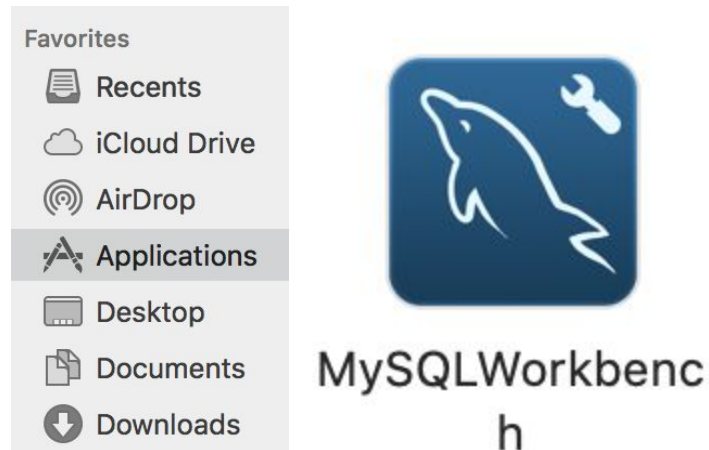 Favorites
Recents
iCloud Drive
AirDrop
Applications
Desktop
Documents
Downloads
MySQLWorkbenc
h